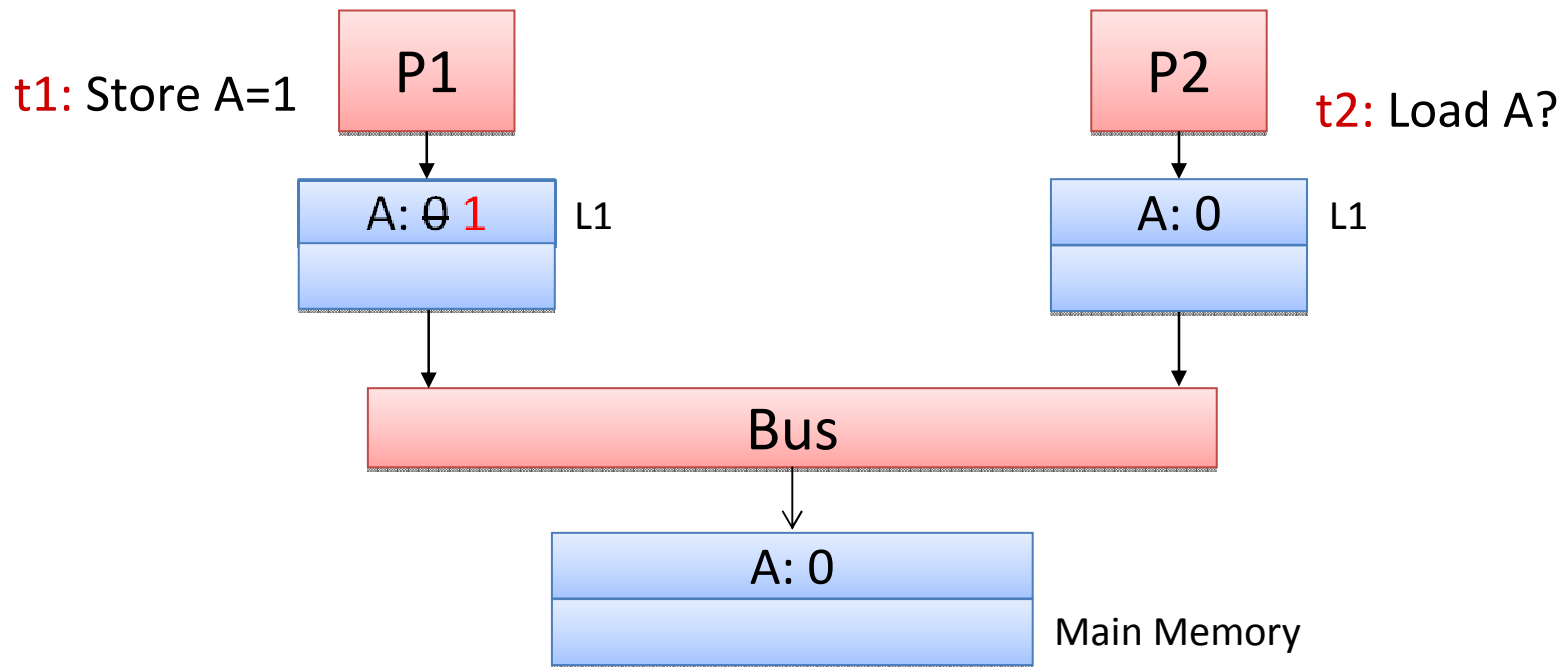 P1
P2
t1: Store A=1
t2: Load A?
A: 0 1
L1
A: 0
L1
Bus
A: 0
Main Memory